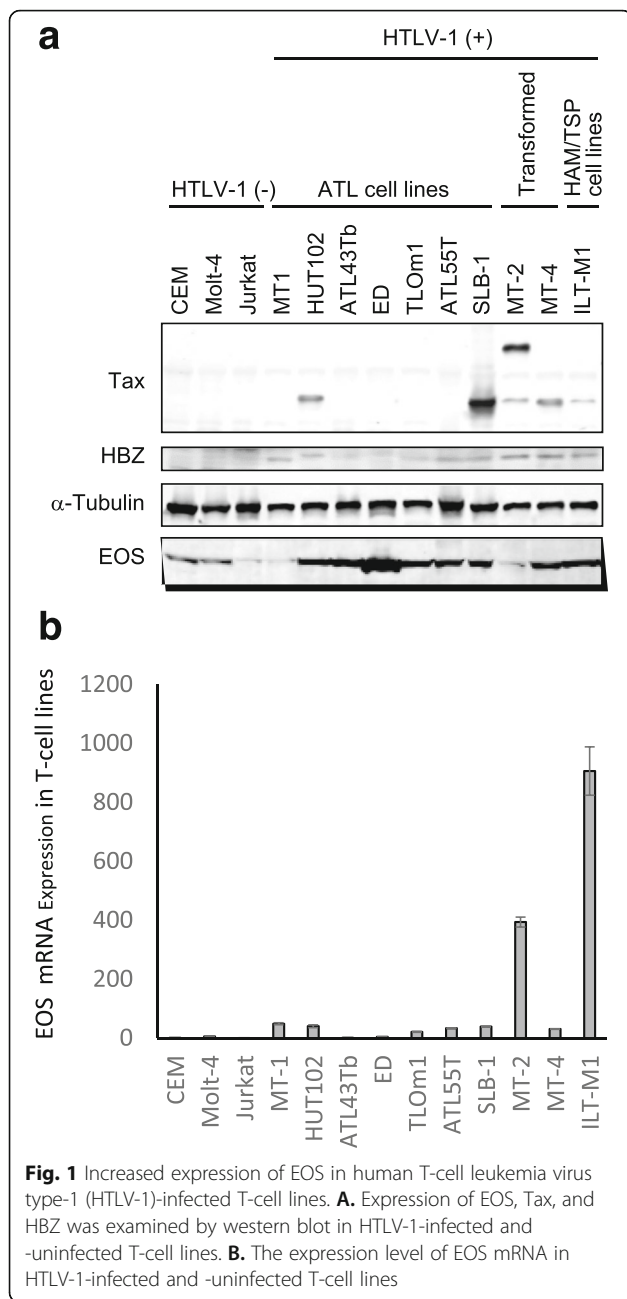 a
HTLV-1 (+)
Transformed
HAM/TSP
cell lines
HTLV-1 (-)
ATL cell lines
CEM
Molt-4
Jurkat
MT1
HUT102
ATL43Tb
ED
TLOm1
ATL55T
SLB-1
MT-2
MT-4
ILT-M1
Tax
HBZ
α-Tubulin
EOS
b
EOS mRNA Expression in T-cell lines
1200
1000
800
600
400
200
0
CEM
Molt-4
Jurkat
MT-1
HUT102
ATL43Tb
ED
TLOm1
ATL55T
SLB-1
MT-2
MT-4
ILT-M1
Fig. 1 Increased expression of EOS in human T-cell leukemia virus
type-1 (HTLV-1)-infected T-cell lines. A. Expression of EOS, Tax, and
HBZ was examined by western blot in HTLV-1-infected and
-uninfected T-cell lines. B. The expression level of EOS mRNA in
HTLV-1-infected and -uninfected T-cell lines